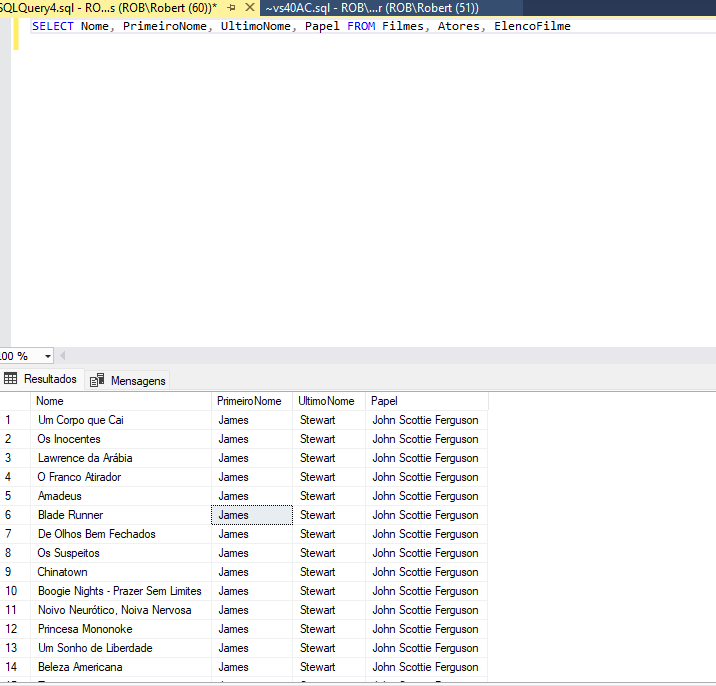 SQLQuery4.sql - RO...s (ROB\Robert (60))* ~vs40AC.sql - ROB\...r (ROB\Robert (51))
SELECT Nome, PrimeiroNome, UltimoNome, Papel FROM Filmes, Atores, ElencoFilme
.00 %
Resultados Mensagens
Nome PrimeiroNome UltimoNome Papel
1 Um Corpo que Cai James Stewart John Scottie Ferguson
2 Os Inocentes James Stewart John Scottie Ferguson
3 Lawrence da Arábia James Stewart John Scottie Ferguson
4 O Franco Atirador James Stewart John Scottie Ferguson
5 Amadeus James Stewart John Scottie Ferguson
6 Blade Runner James Stewart John Scottie Ferguson
7 De Olhos Bem Fechados James Stewart John Scottie Ferguson
8 Os Suspeitos James Stewart John Scottie Ferguson
9 Chinatown James Stewart John Scottie Ferguson
10 Boogie Nights - Prazer Sem Limites James Stewart John Scottie Ferguson
11 Noivo Neurótico, Noiva Nervosa James Stewart John Scottie Ferguson
12 Princesa Mononoke James Stewart John Scottie Ferguson
13 Um Sonho de Liberdade James Stewart John Scottie Ferguson
14 Beleza Americana James Stewart John Scottie Ferguson